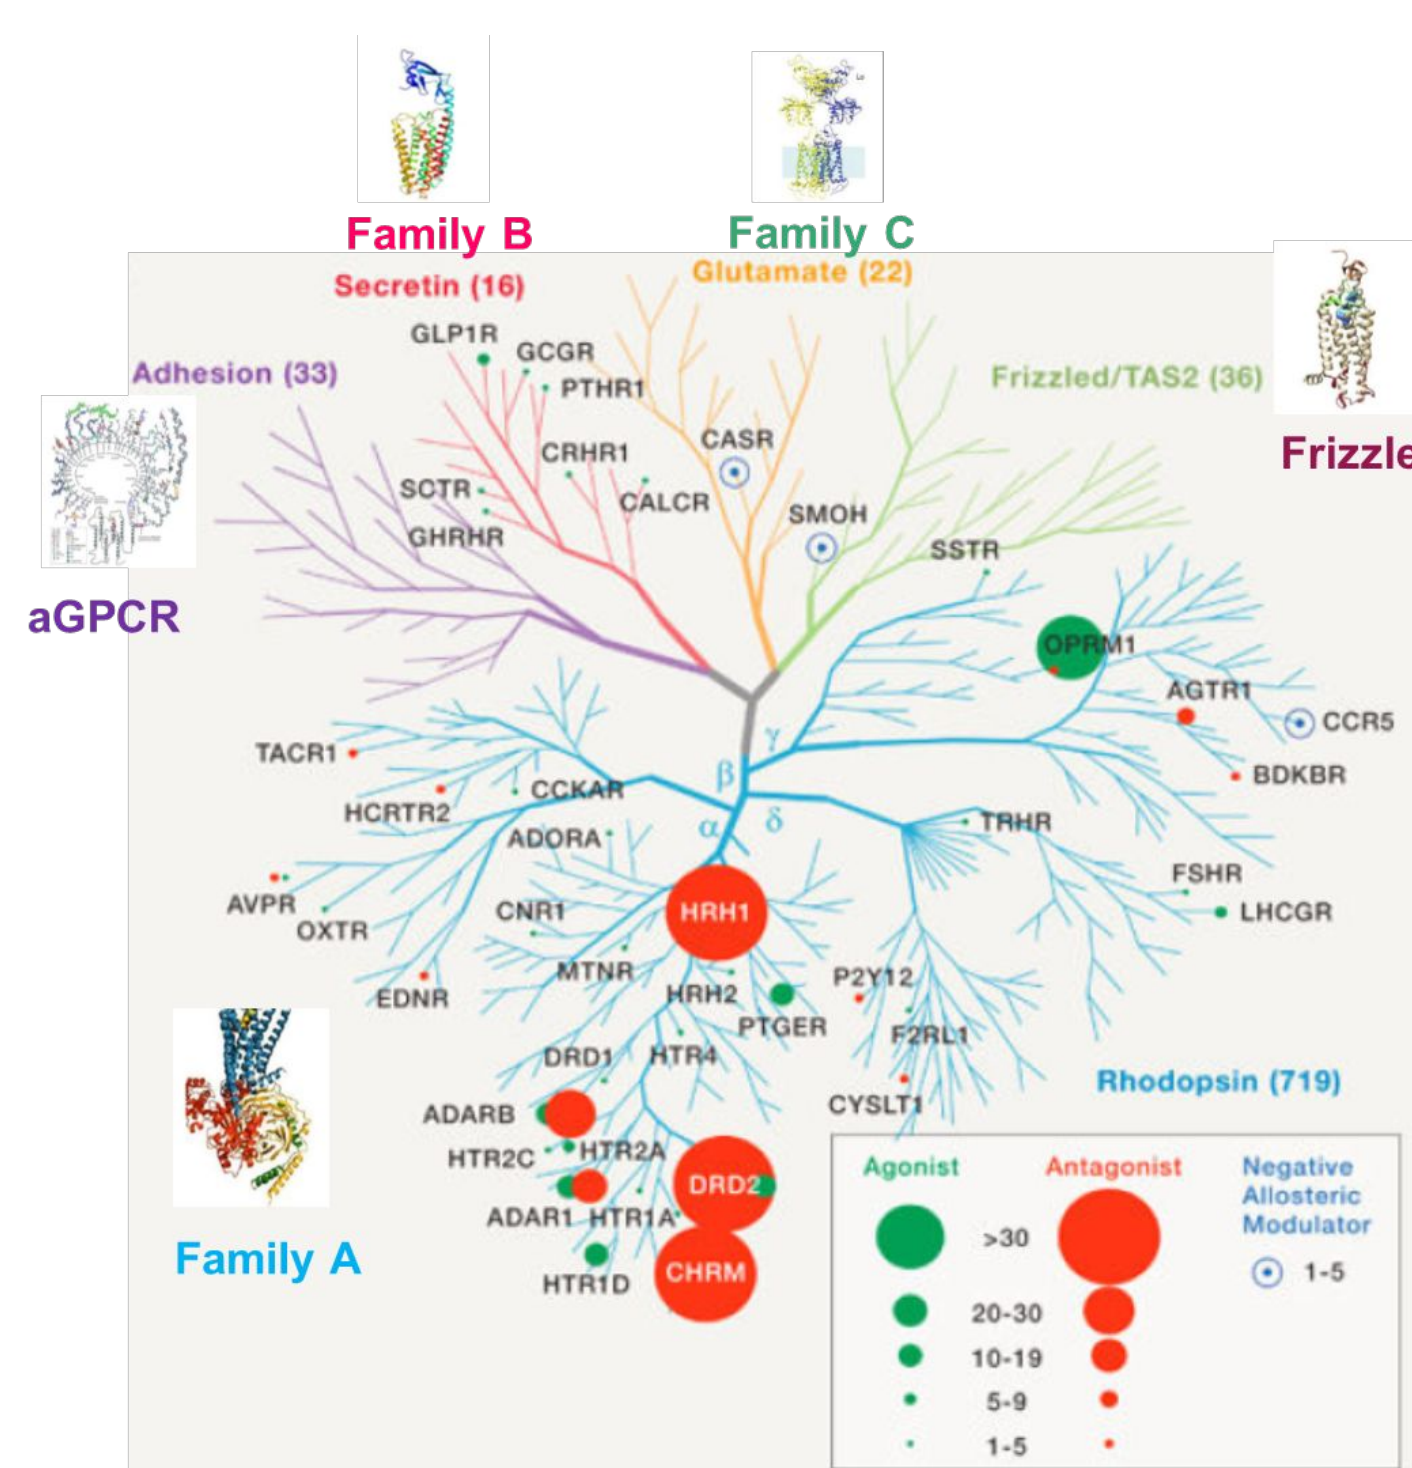 Family B
Family C
Secretin (16)
Glutamate (22)
GLP1R
GCGR
Adhesion (33)
PTHR1
Frizzled/TAS2 (36)
CASR
Frizzle
CRHR1
SCTR
CALCR
SMOH
GHRHR
SSTR
aGPCR
OPRM1
AGTR1
CCR5
γ
TACR1
β
BDKBR
CCKAR
HCRTR2
α
δ
TRHR
ADORA
FSHR
AVPR
CNR1
HRH1
LHCGR
OXTR
MTNR
P2Y12
EDNR
HRH2
PTGER
F2RL1
DRD1
HTR4
Rhodopsin (719)
CYSLT1
ADARB
HTR2C
HTR2A
DRD2
ADAR1
HTR1A
Family A
HTR1D
CHRM
Agonist
Antagonist
Negative
Allosteric
Modulator
>30
1-5
20-30
10-19
5-9
1-5